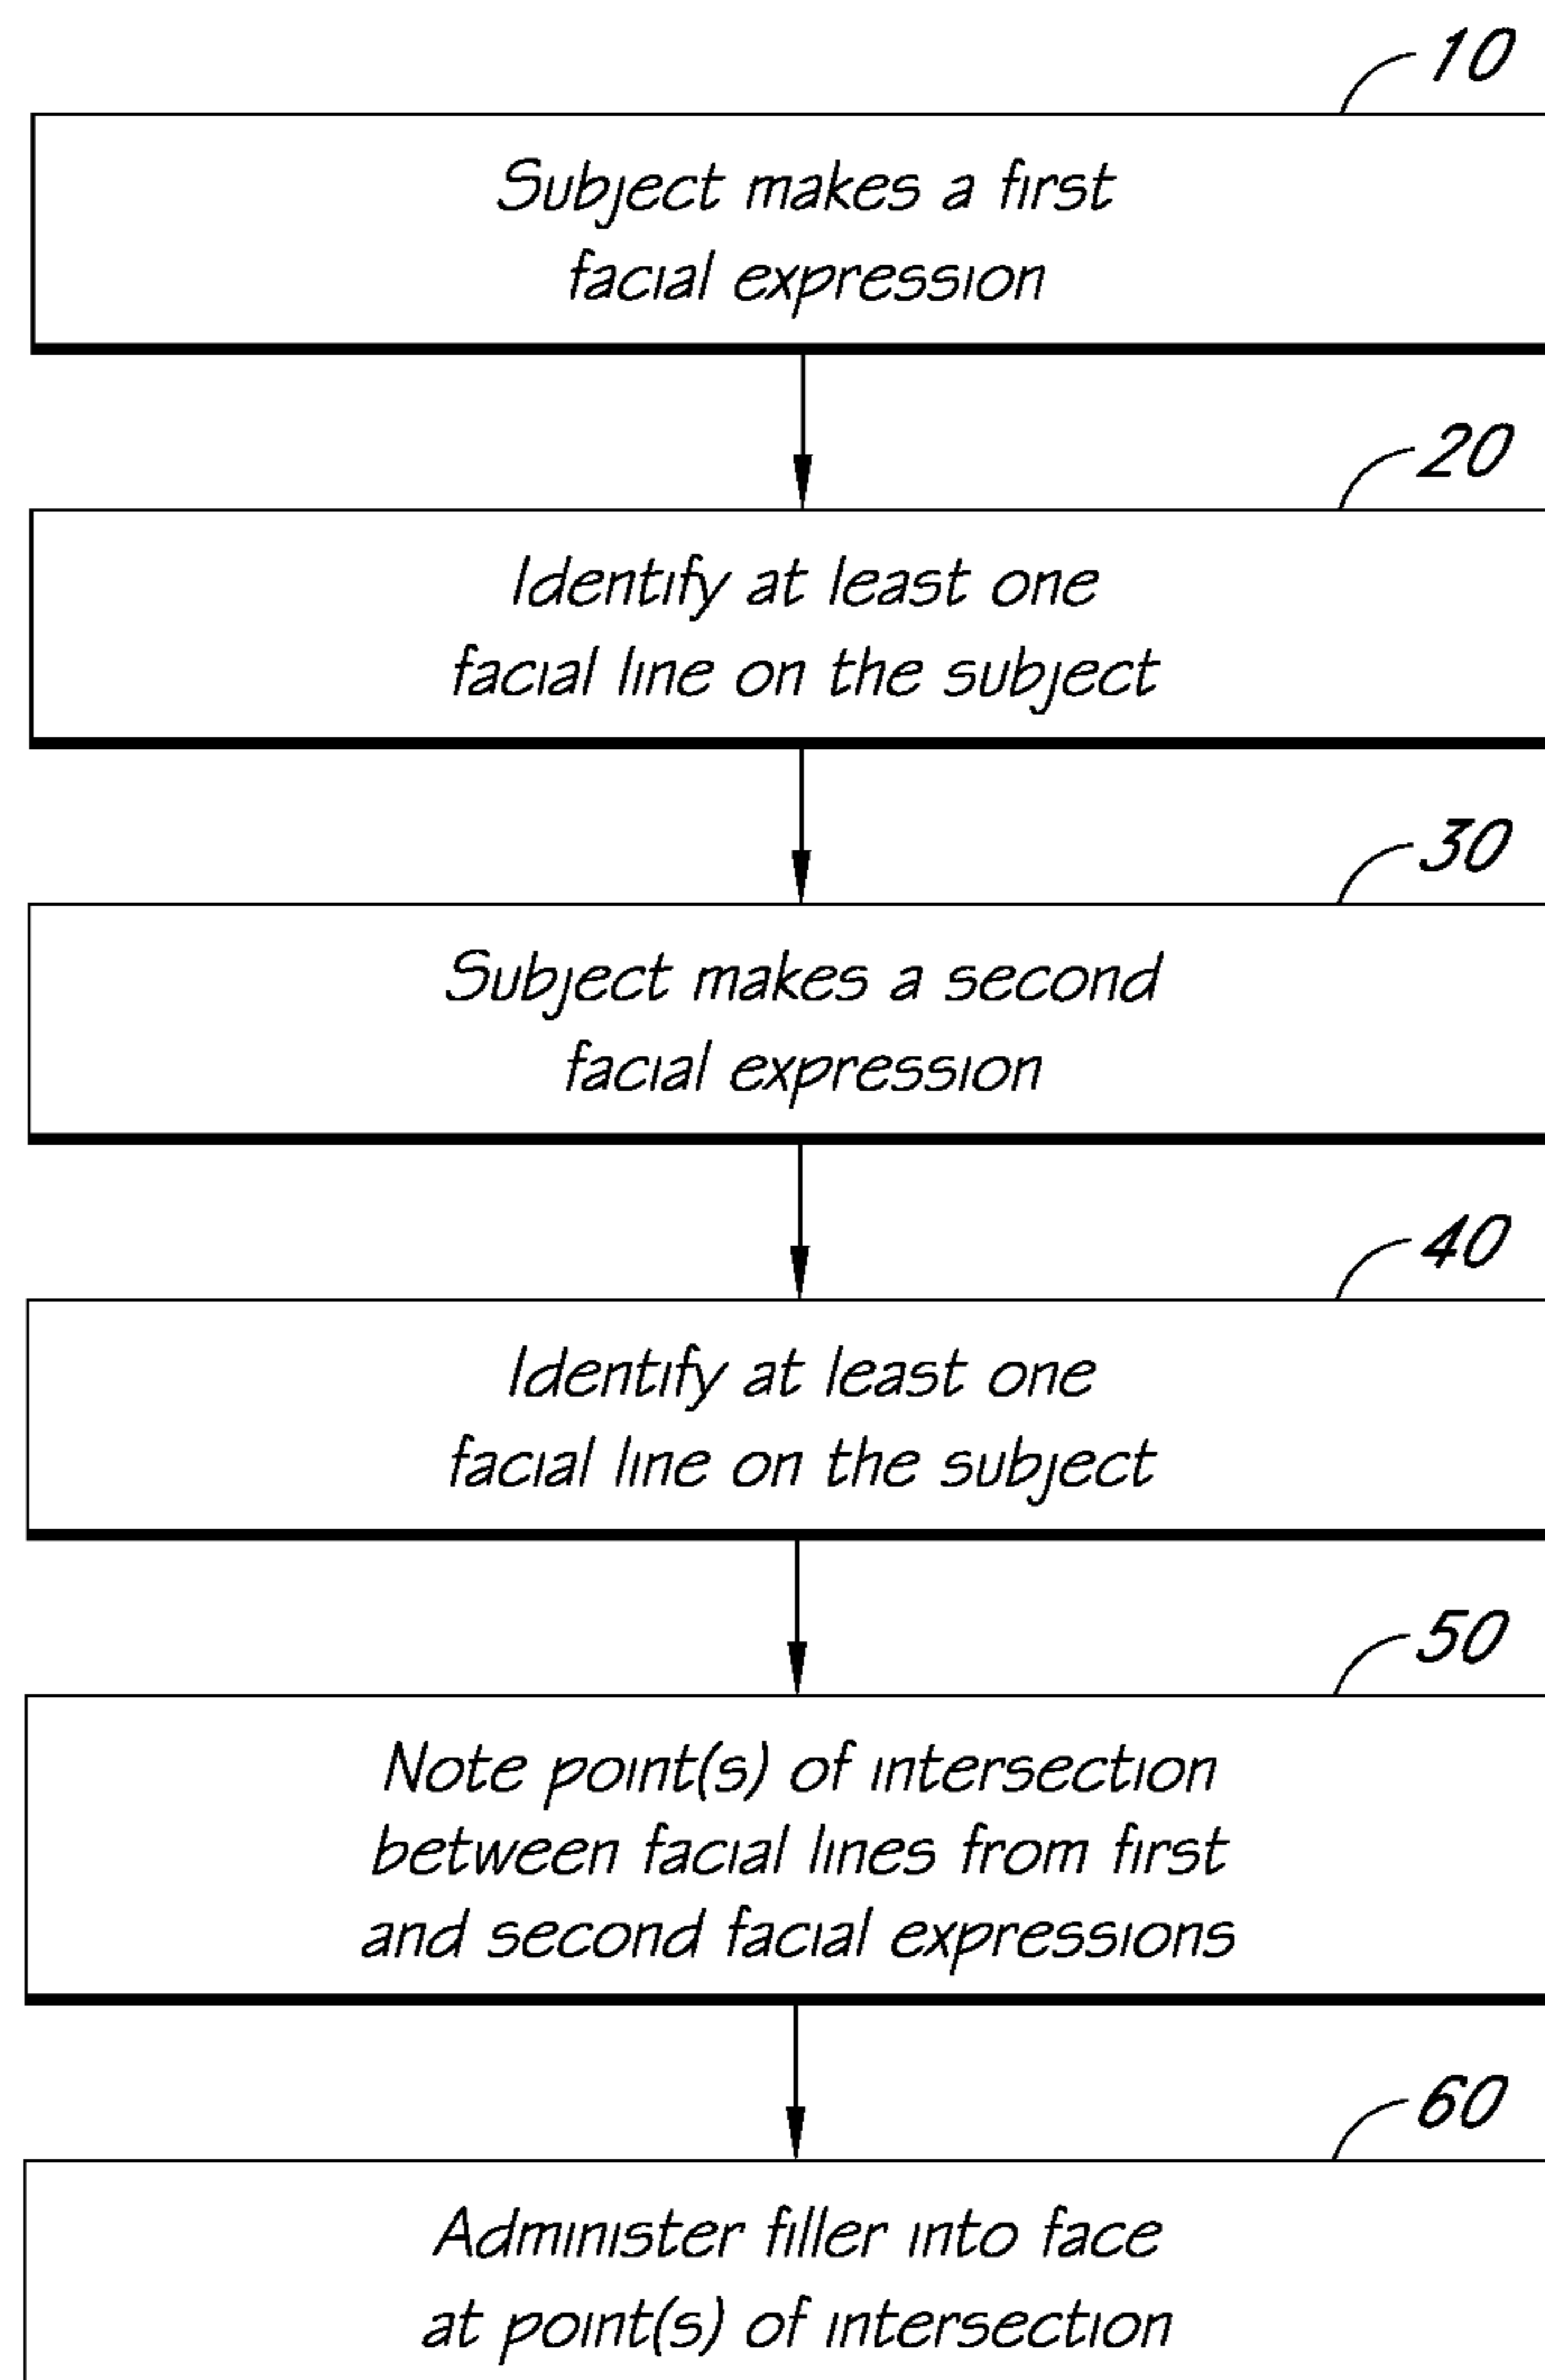 10
Subject makes a first
facial expression
20
Identify at least one
facial line on the subject
30
Subject makes a second
facial expression
40
Identify at least one
facial line on the subject
50
Note point(s) of intersection
between facial lines from first
and second facial expressions
60
Administer filler into face
at point(s) of intersection